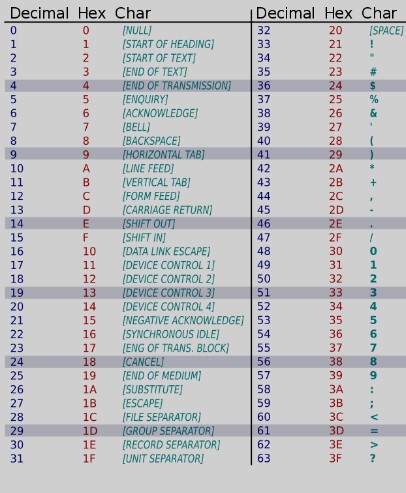 Decimal Hex Char Decimal Hex Char
0 0 [NULL] 32 20 [SPACE]
1 1 [START OF HEADING] 33 21 !
2 2 [START OF TEXT] 34 22 "
3 3 [END OF TEXT] 35 23 #
4 4 [END OF TRANSMISSION] 36 24 $
5 5 [ENQUIRY] 37 25 %
6 6 [ACKNOWLEDGE] 38 26 &
7 7 [BELL] 39 27 '
8 8 [BACKSPACE] 40 28 (
9 9 [HORIZONTAL TAB] 41 29 )
10 A [LINE FEED] 42 2A *
11 B [VERTICAL TAB] 43 2B +
12 C [FORM FEED] 44 2C ,
13 D [CARRIAGE RETURN] 45 2D -
14 E [SHIFT OUT] 46 2E .
15 F [SHIFT IN] 47 2F /
16 10 [DATA LINK ESCAPE] 48 30 0
17 11 [DEVICE CONTROL 1] 49 31 1
18 12 [DEVICE CONTROL 2] 50 32 2
19 13 [DEVICE CONTROL 3] 51 33 3
20 14 [DEVICE CONTROL 4] 52 34 4
21 15 [NEGATIVE ACKNOWLEDGE] 53 35 5
22 16 [SYNCHRONOUS IDLE] 54 36 6
23 17 [ENG OF TRANS. BLOCK] 55 37 7
24 18 [CANCEL] 56 38 8
25 19 [END OF MEDIUM] 57 39 9
26 1A [SUBSTITUTE] 58 3A :
27 1B [ESCAPE] 59 3B ;
28 1C [FILE SEPARATOR] 60 3C <
29 1D [GROUP SEPARATOR] 61 3D =
30 1E [RECORD SEPARATOR] 62 3E >
31 1F [UNIT SEPARATOR] 63 3F ?